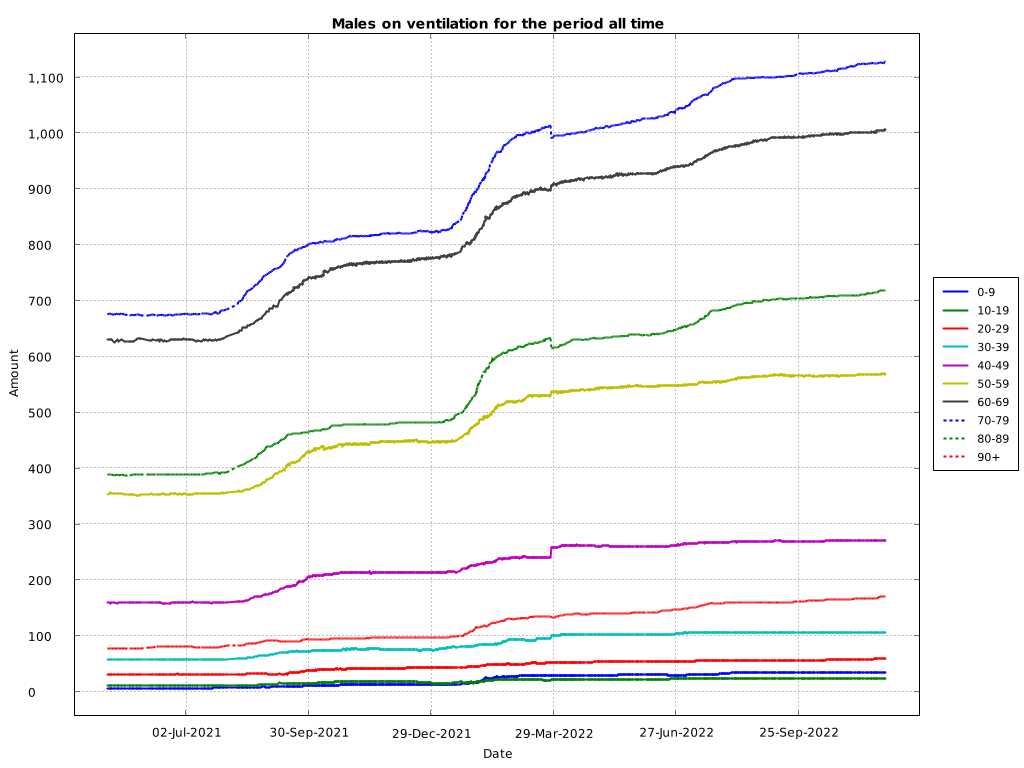 Males on ventilation for the period all time
1,100
1,000
900
800
700
600
500
400
300
200
100
0
Amount
02-Jul-2021
30-Sep-2021
29-Dec-2021
29-Mar-2022
27-Jun-2022
25-Sep-2022
Date
0-9
10-19
20-29
30-39
40-49
50-59
60-69
70-79
80-89
90+